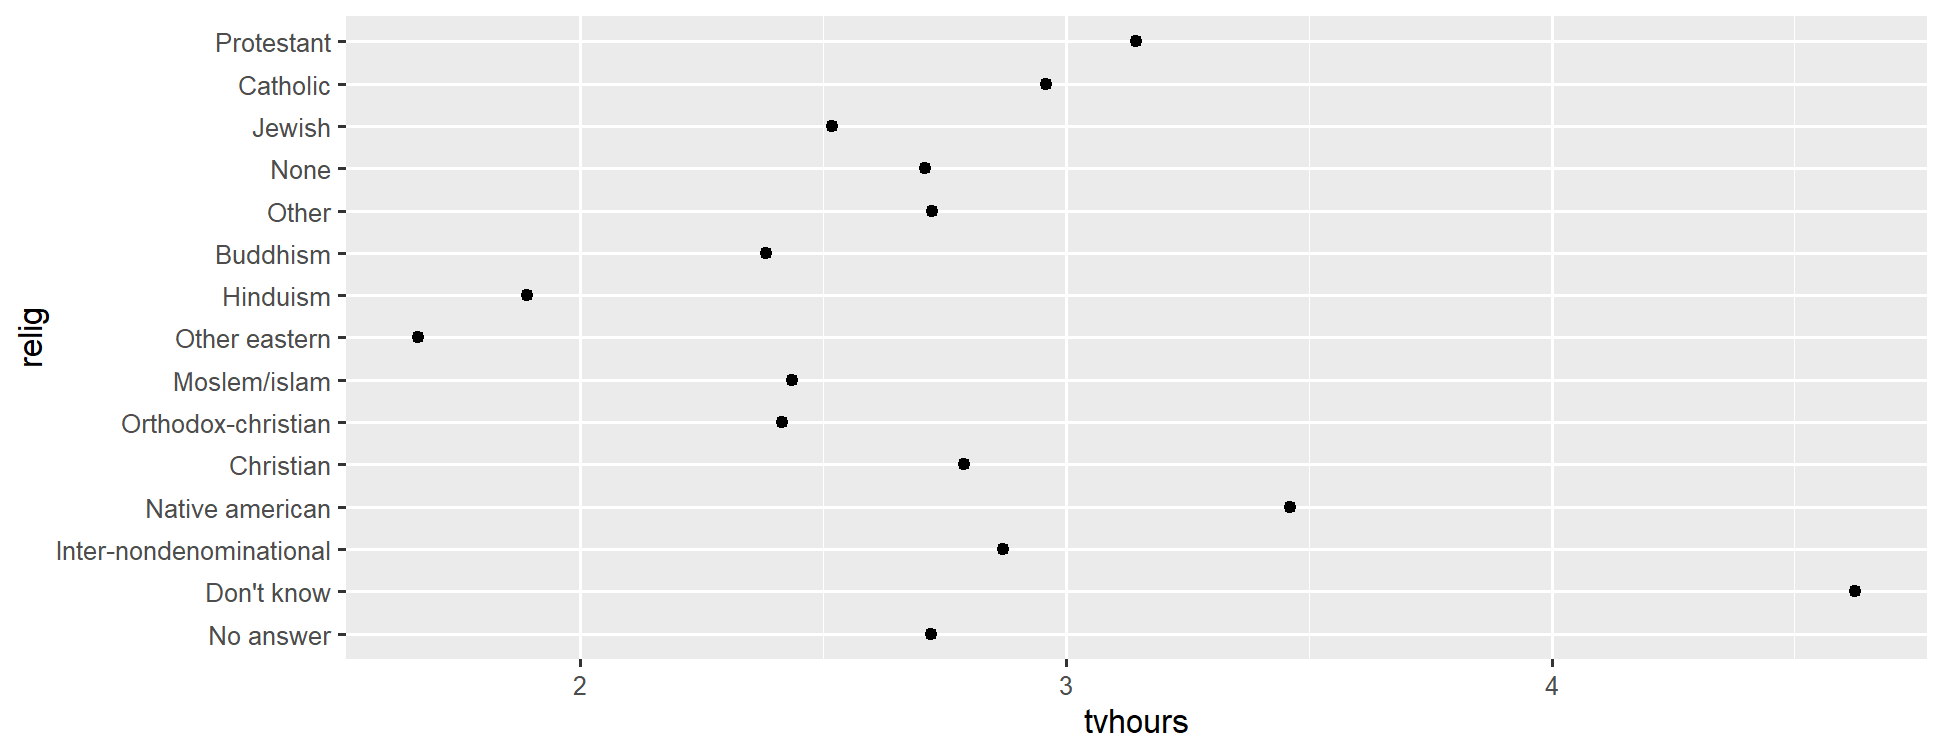 Protestant
Catholic
Jewish
None
Other
Buddhism
Hinduism
Other eastern
Moslem/islam
Orthodox-christian
Christian
Native american
Inter-nondenominational
Don't know
No answer
relig
2 3 4
tvhours